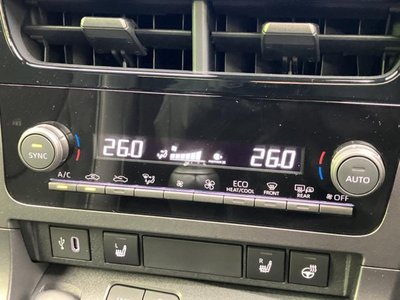 26.0 26.0
SYNC
AUTO
A/C ECO HEAT/COOL FRONT REAR OFF
L R